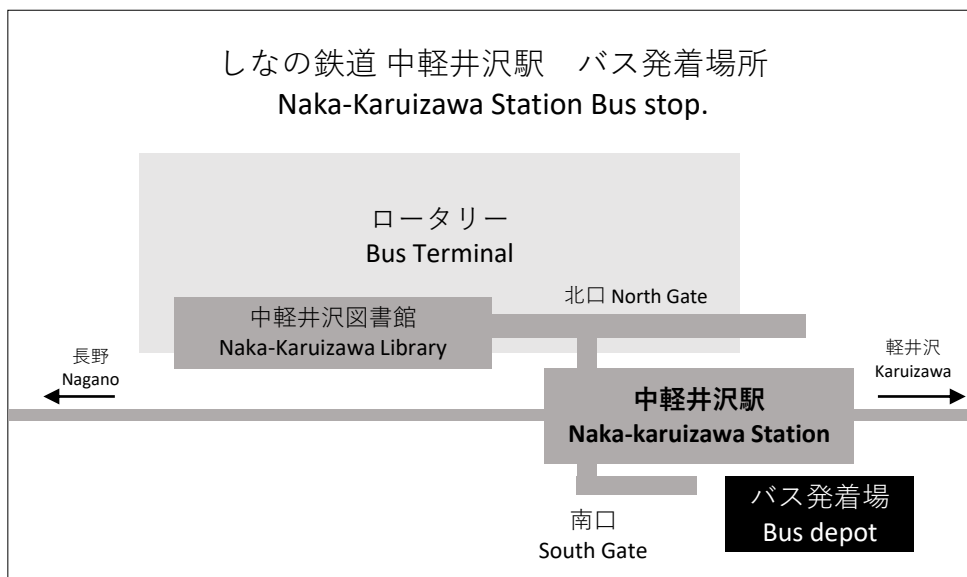 しなの鉄道 中軽井沢駅　バス発着場所
Naka-Karuizawa Station Bus stop.
ロータリー
Bus Terminal
北口 North Gate
中軽井沢図書館
Naka-Karuizawa Library
長野
Nagano
軽井沢
Karuizawa
中軽井沢駅
Naka-karuizawa Station
バス発着場
Bus depot
南口
South Gate